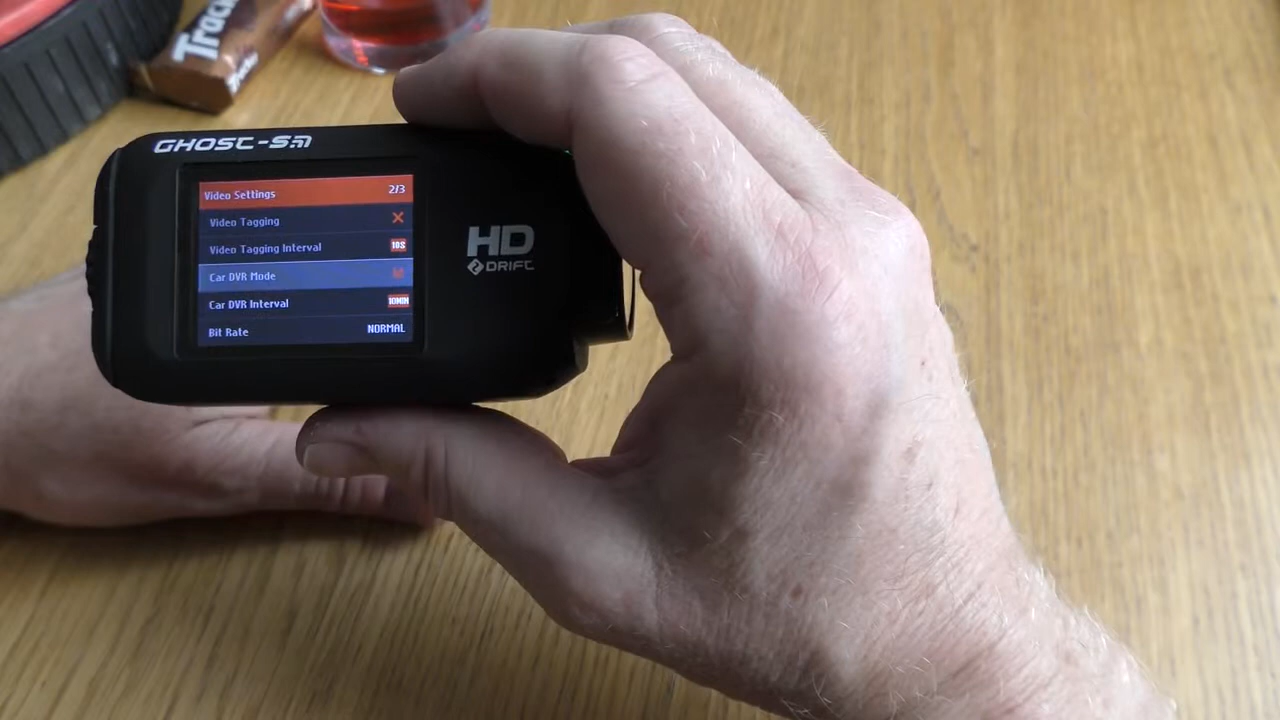 Track
GHOST-S
Video Settings 2/3
Video Tagging
Video Tagging Interval 10S
Car DVR Mode
Car DVR Interval 10MIN
Bit Rate NORMAL
HD
DRIFT